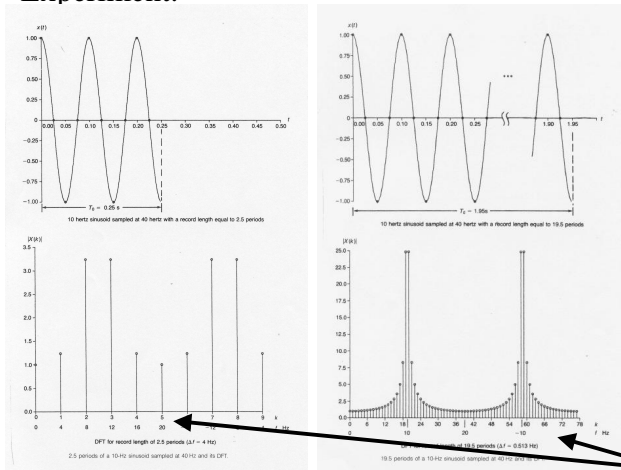 Experiment.
x(t)
1.00
0.75
0.50
0.25
0
0.00 0.05 0.10 0.15 0.20 0.25 0.30 0.35 0.40 0.45 0.50 t
−0.25
−0.50
−0.75
−1.00
T₀ = 0.25 s
10 hertz sinusoid sampled at 40 hertz with a record length equal to 2.5 periods
|X(k)|
3.5
3.0
2.5
2.0
1.5
1.0
0.5
0.0
0 1 2 3 4 5 7 8 9 k
0 4 8 12 16 20 −12 f Hz
DFT for record length of 2.5 periods (Δf = 4 Hz)
2.5 periods of a 10-Hz sinusoid sampled at 40 Hz and its DFT.
x(t)
1.00
0.75
0.50
0.25
0
0.00 0.05 0.10 0.15 0.20 0.25 1.90 1.95 t
−0.25
−0.50
−0.75
−1.00
T₀ = 1.95s
10 hertz sinusoid sampled at 40 hertz with a record length equal to 19.5 periods
|X(k)|
25.0
22.5
20.0
17.5
15.0
12.5
10.0
7.5
5.0
2.5
0.0
0 6 12 18 24 30 36 42 48 54 60 66 72 78 k
0 10 20 −10 f Hz
length of 19.5 periods (Δf = 0.513 Hz)
19.5 periods of a 10-Hz sinusoid sampled at 40 Hz and its